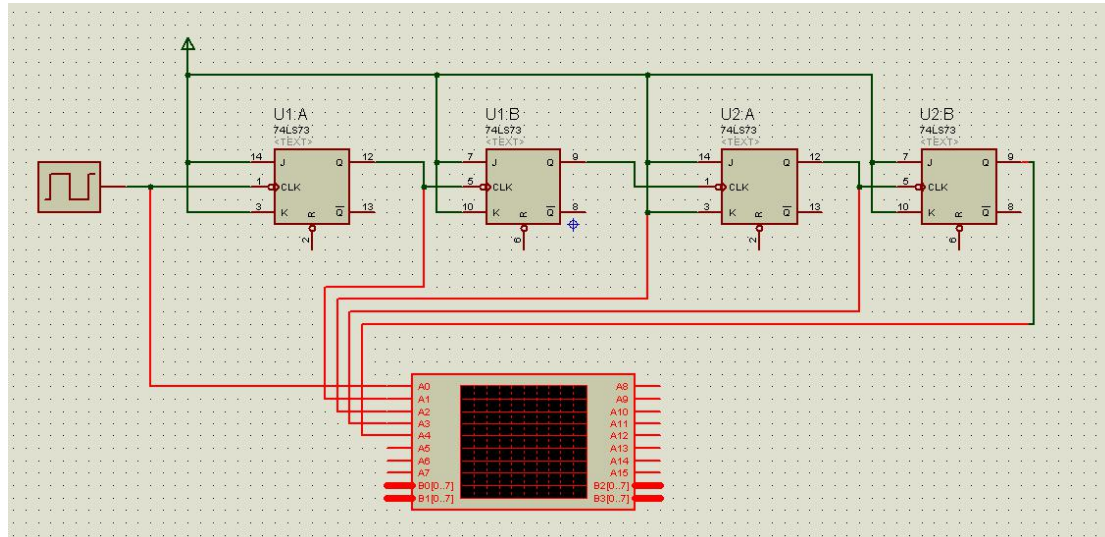 U1:A
74LS73
<TEXT>
U1:B
74LS73
<TEXT>
U2:A
74LS73
<TEXT>
U2:B
74LS73
<TEXT>
14 J Q 12
1 CLK
3 K R Q 13
2
7 J Q 9
5 CLK
10 K R Q 8
6
14 J Q 12
1 CLK
3 K R Q 13
2
7 J Q 9
5 CLK
10 K R Q 8
6
A0 A8
A1 A9
A2 A10
A3 A11
A4 A12
A5 A13
A6 A14
A7 A15
B0[0..7] B2[0..7]
B1[0..7] B3[0..7]